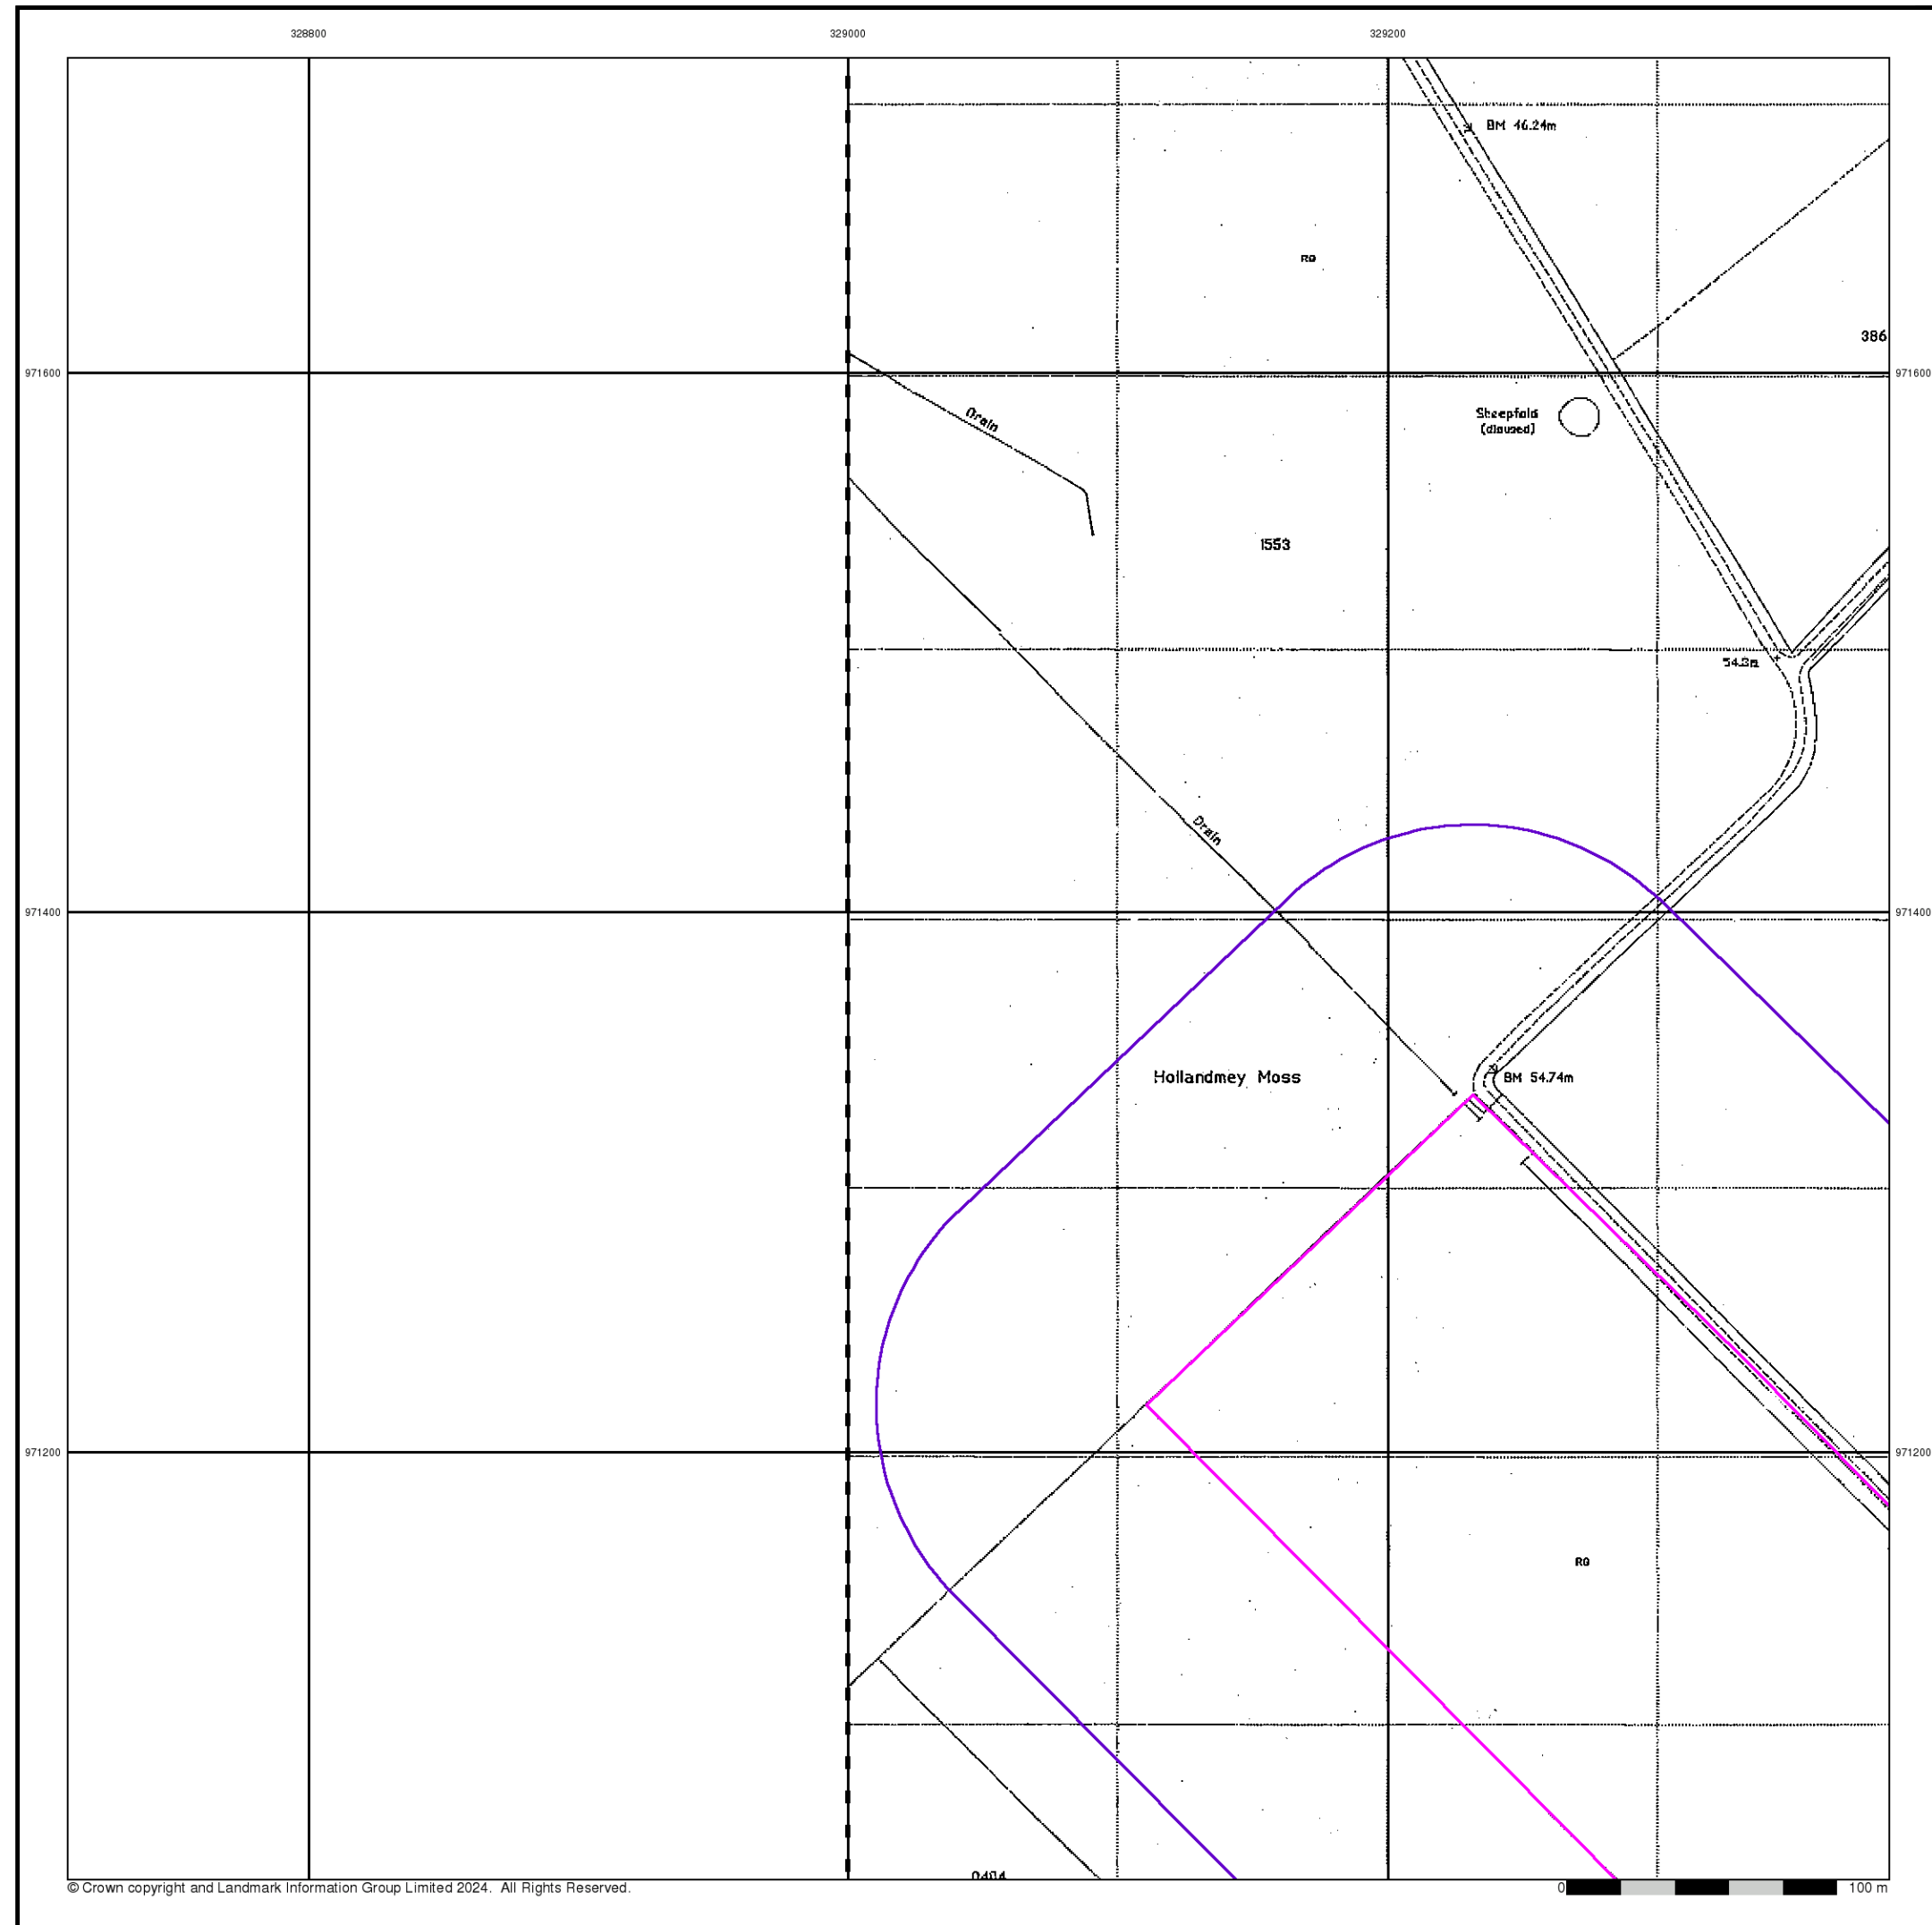 328800 329000 329200
BM 46.24m
RG
386
971600 971600
Drain
Sheepfold
(disused)
1553
54.3m
Drain
971400 971400
Hollandmey Moss
BM 54.74m
971200 971200
RG
0404
© Crown copyright and Landmark Information Group Limited 2024. All Rights Reserved.
0 100 m